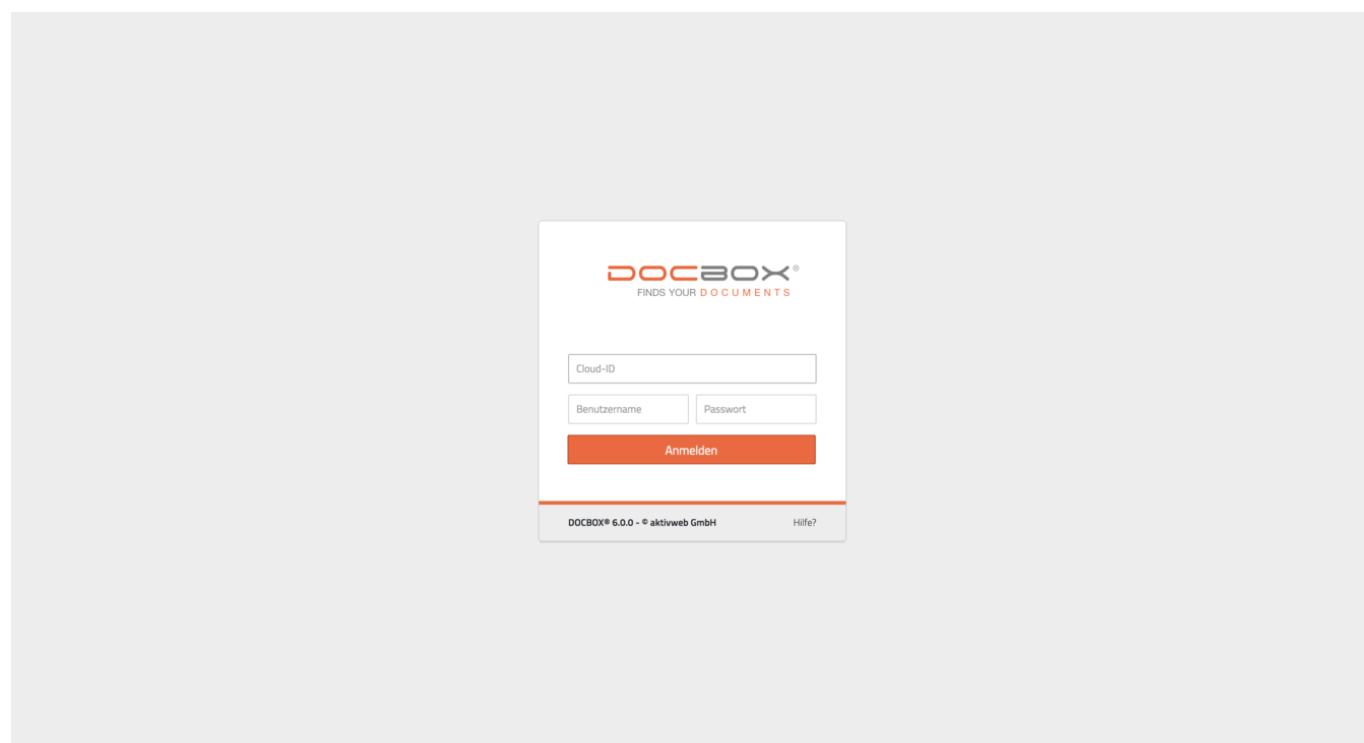 DOCBOX®
FINDS YOUR DOCUMENTS
Cloud-ID
Benutzername Passwort
Anmelden
DOCBOX® 6.0.0 - © aktivweb GmbH Hilfe?